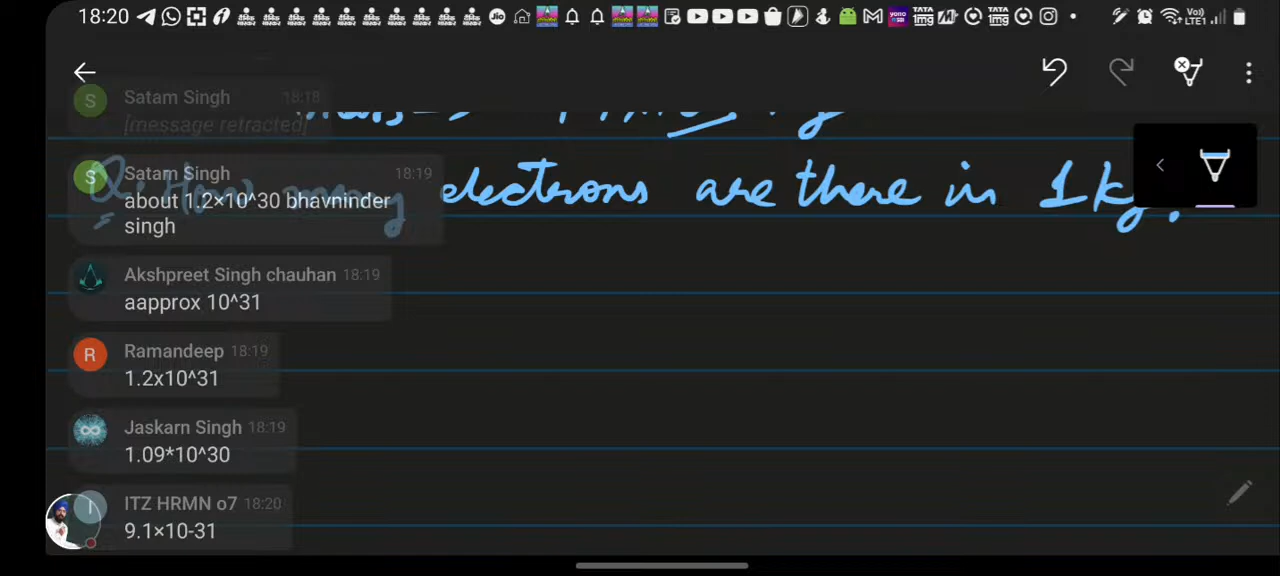 18:20
Satam Singh 18:18
[message retracted]
Satam Singh 18:19
about 1.2×10^30 bhavninder
singh
Q. How many electrons are there in 1kg.
Akshpreet Singh chauhan 18:19
aapprox 10^31
Ramandeep 18:19
1.2x10^31
Jaskarn Singh 18:19
1.09*10^30
ITZ HRMN o7 18:20
9.1×10-31